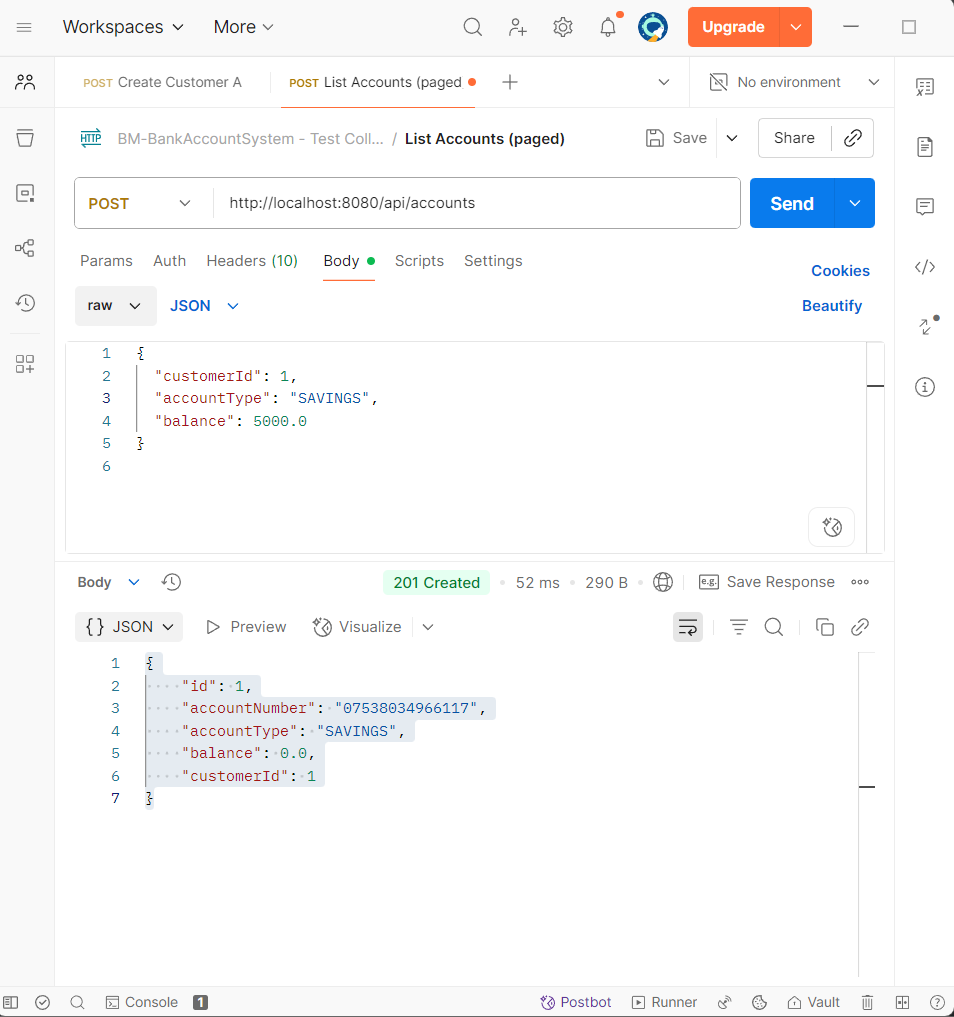 Workspaces More Upgrade
POST Create Customer A POST List Accounts (paged No environment
HTTP BM-BankAccountSystem - Test Coll... / List Accounts (paged) Save Share
POST http://localhost:8080/api/accounts Send
Params Auth Headers (10) Body Scripts Settings Cookies
raw JSON Beautify
1 {
2 "customerId": 1,
3 "accountType": "SAVINGS",
4 "balance": 5000.0
5 }
6
Body 201 Created 52 ms 290 B e.g. Save Response
{} JSON Preview Visualize
1 {
2 "id": 1,
3 "accountNumber": "07538034966117",
4 "accountType": "SAVINGS",
5 "balance": 0.0,
6 "customerId": 1
7 }
Console 1 Postbot Runner Vault